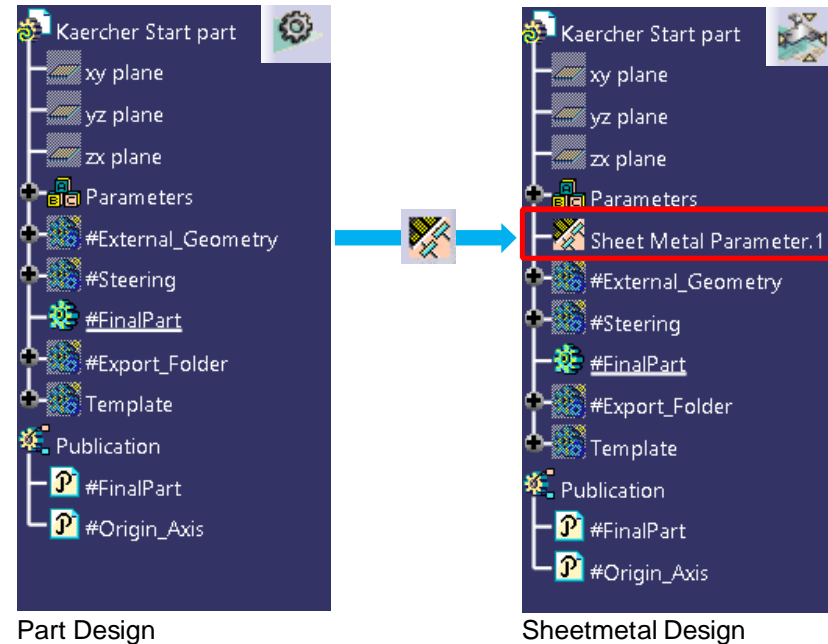 Kaercher Start part
xy plane
yz plane
zx plane
Parameters
#External_Geometry
#Steering
#FinalPart
#Export_Folder
Template
Publication
#FinalPart
#Origin_Axis
Part Design
Kaercher Start part
xy plane
yz plane
zx plane
Parameters
Sheet Metal Parameter.1
#External_Geometry
#Steering
#FinalPart
#Export_Folder
Template
Publication
#FinalPart
#Origin_Axis
Sheetmetal Design